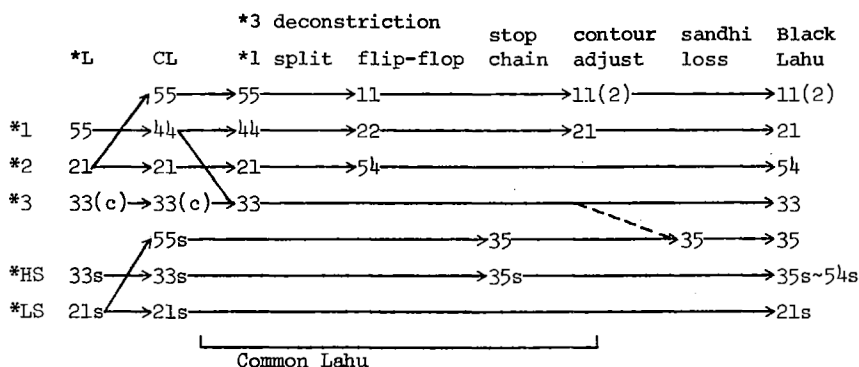 *3 deconstriction
stop contour sandhi Black
*L CL *1 split flip-flop chain adjust loss Lahu
55 55 11 11(2) 11(2)
*1 55 44 44 22 21 21
*2 21 21 21 54 54
*3 33(c) 33(c) 33 33
55s 35 35 35
*HS 33s 33s 35s 35s~54s
*LS 21s 21s 21s
Common Lahu